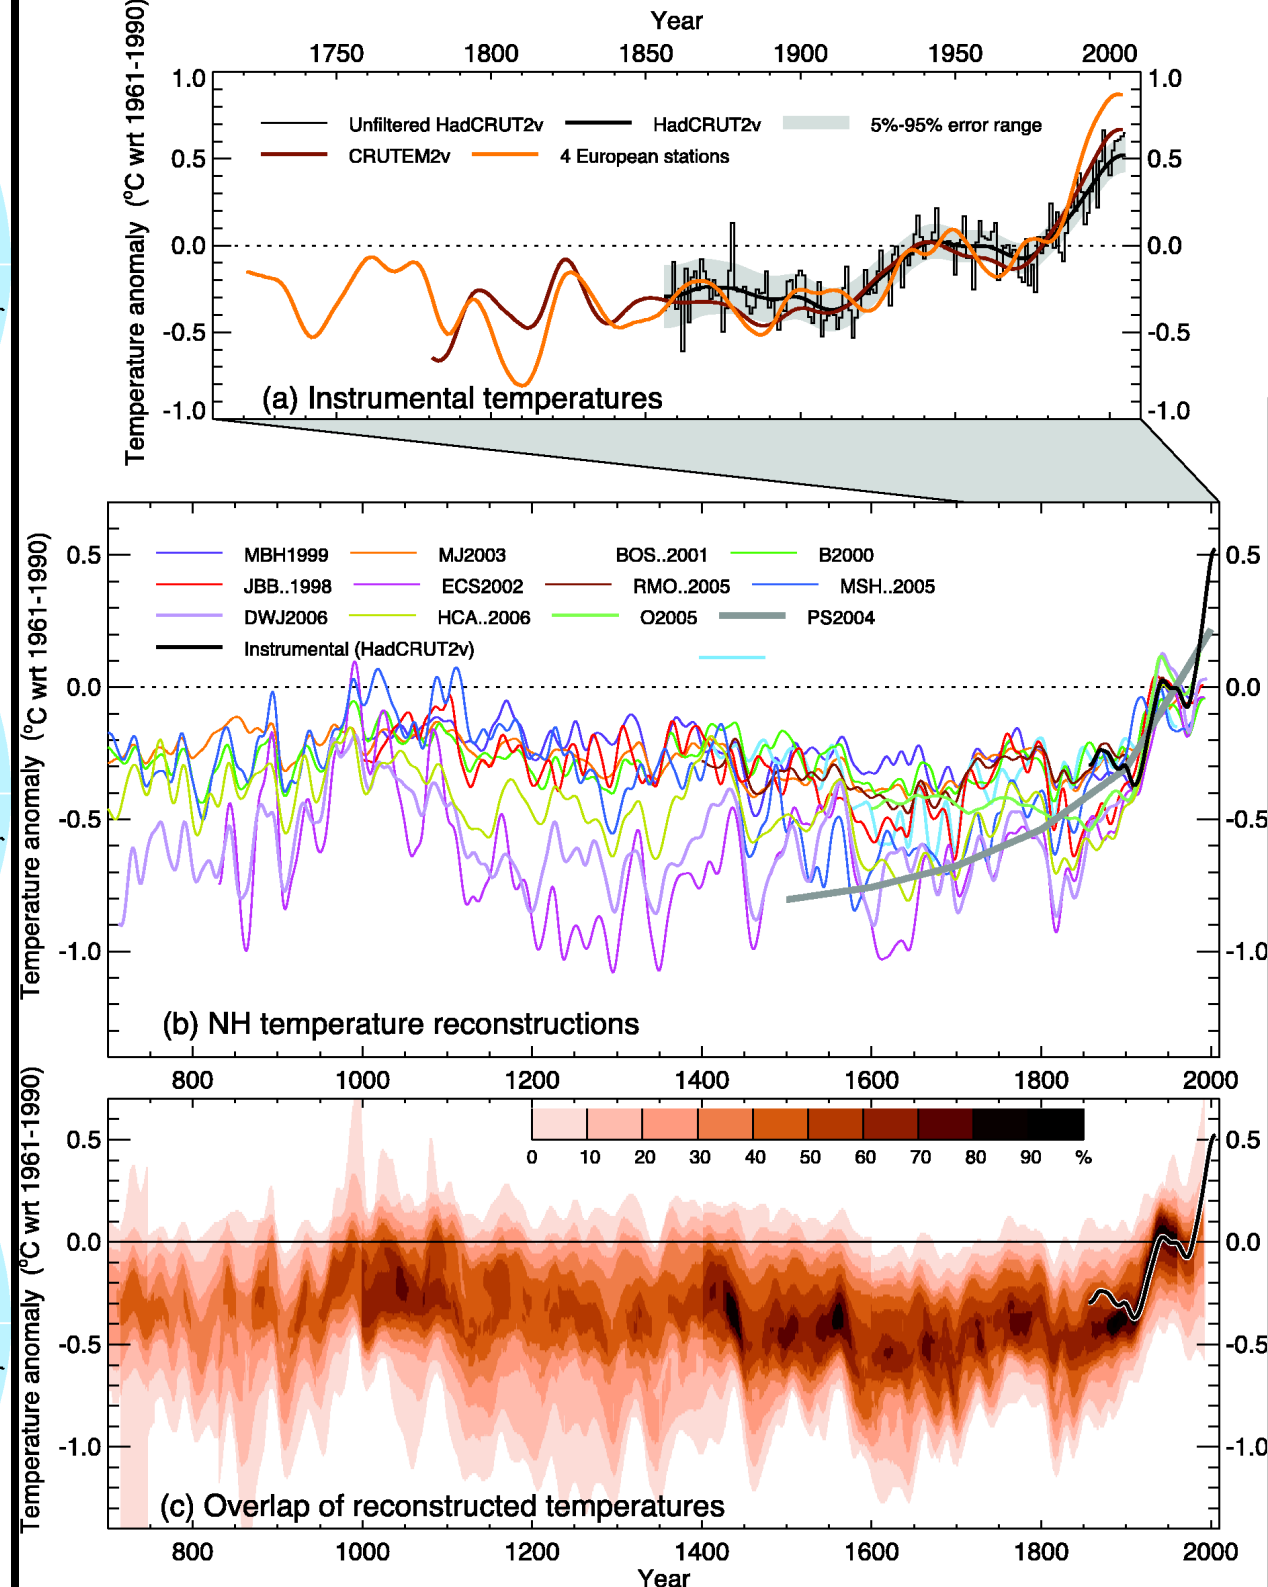 Year
1750 1800 1850 1900 1950 2000
Temperature anomaly (°C wrt 1961-1990)
1.0 1.0
Unfiltered HadCRUT2v HadCRUT2v 5%-95% error range
CRUTEM2v 4 European stations
0.5 0.5
0.0 0.0
-0.5 -0.5
-1.0 -1.0
(a) Instrumental temperatures
Temperature anomaly (°C wrt 1961-1990)
0.5 0.5
MBH1999 MJ2003 BOS..2001 B2000
JBB..1998 ECS2002 RMO..2005 MSH..2005
DWJ2006 HCA..2006 O2005 PS2004
Instrumental (HadCRUT2v)
0.0 0.0
-0.5 -0.5
-1.0 -1.0
(b) NH temperature reconstructions
800 1000 1200 1400 1600 1800 2000
Temperature anomaly (°C wrt 1961-1990)
0.5 0.5
0 10 20 30 40 50 60 70 80 90 %
0.0 0.0
-0.5 -0.5
-1.0 -1.0
(c) Overlap of reconstructed temperatures
800 1000 1200 1400 1600 1800 2000
Year